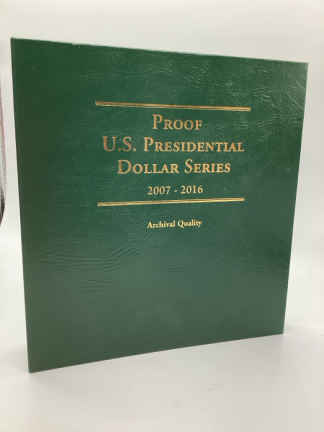 PROOF
U.S. PRESIDENTIAL
DOLLAR SERIES
2007 - 2016
Archival Quality